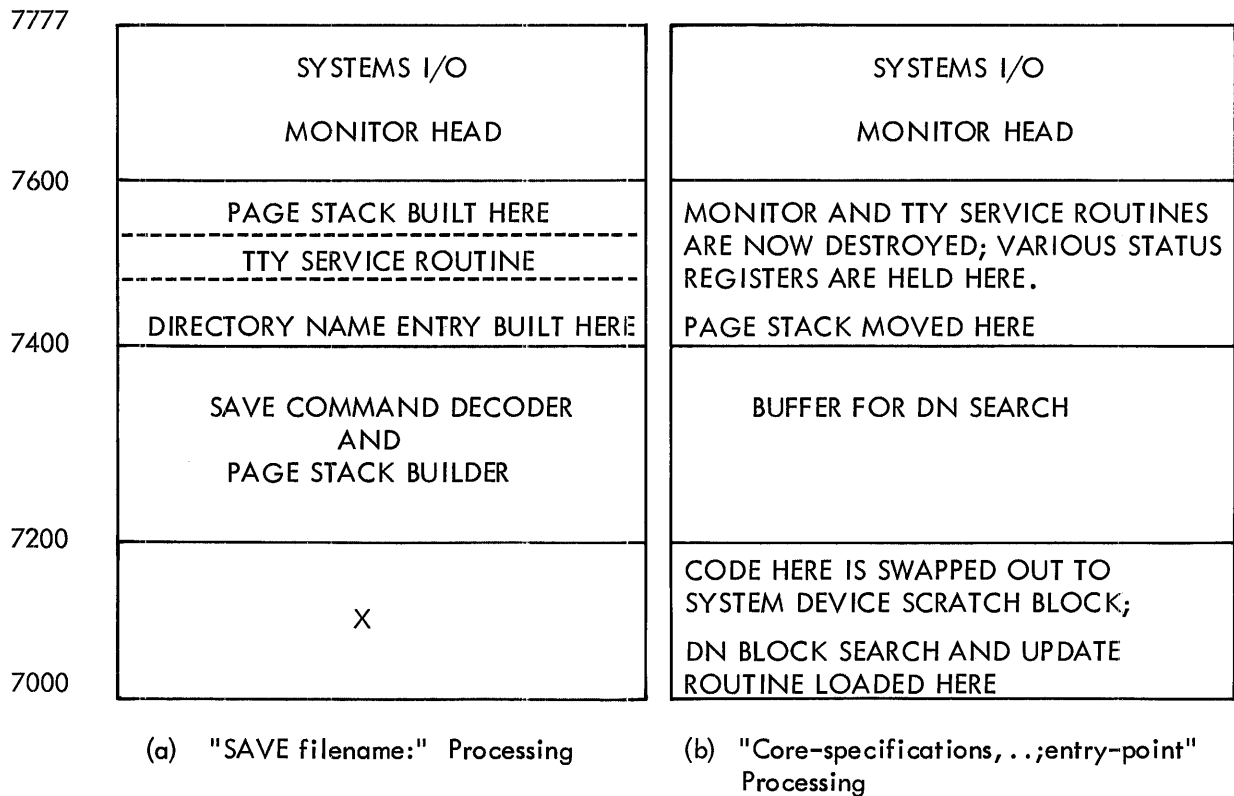 7777
SYSTEMS I/O
MONITOR HEAD
7600
PAGE STACK BUILT HERE
TTY SERVICE ROUTINE
DIRECTORY NAME ENTRY BUILT HERE
7400
SAVE COMMAND DECODER
AND
PAGE STACK BUILDER
7200
X
7000
(a) "SAVE filename:" Processing
SYSTEMS I/O
MONITOR HEAD
MONITOR AND TTY SERVICE ROUTINES
ARE NOW DESTROYED; VARIOUS STATUS
REGISTERS ARE HELD HERE.
PAGE STACK MOVED HERE
BUFFER FOR DN SEARCH
CODE HERE IS SWAPPED OUT TO
SYSTEM DEVICE SCRATCH BLOCK;
DN BLOCK SEARCH AND UPDATE
ROUTINE LOADED HERE
(b) "Core-specifications,..;entry-point"
Processing